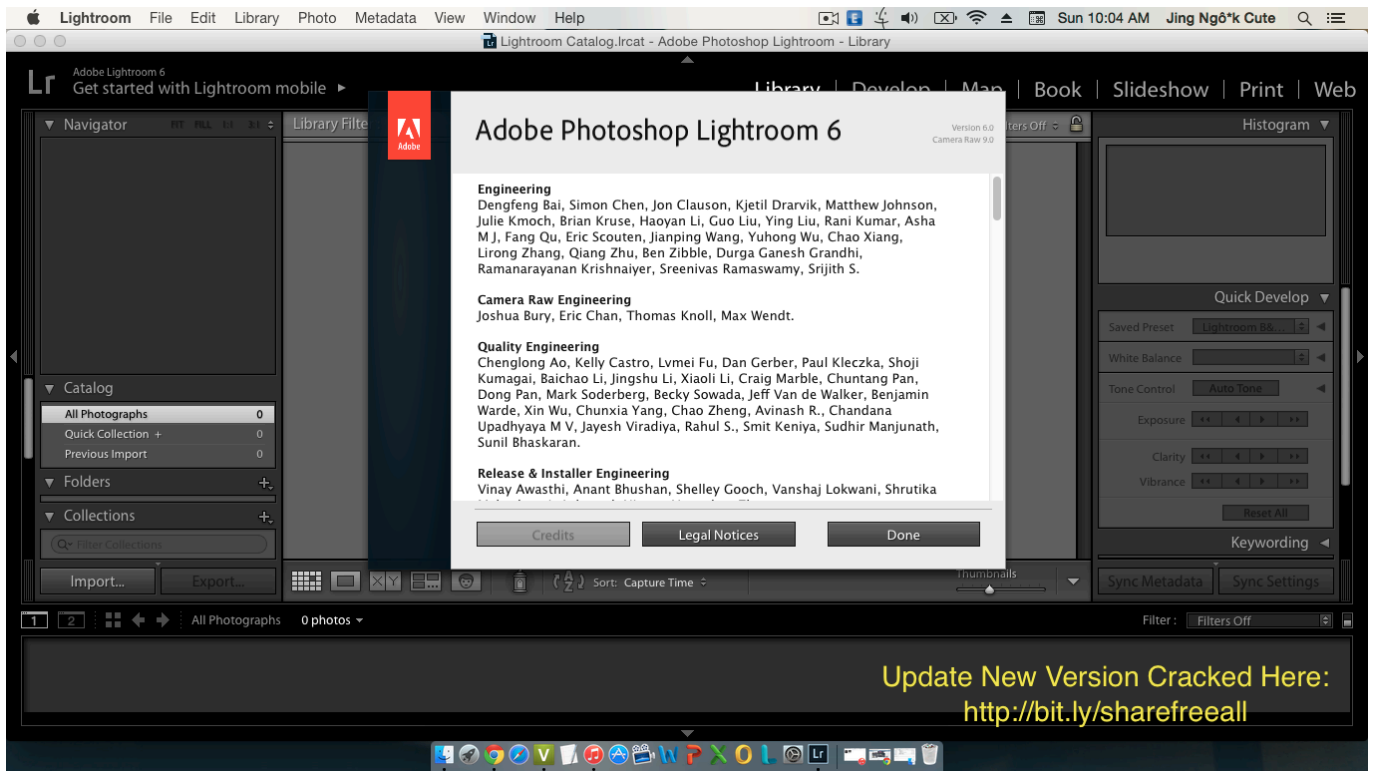 Lightroom File Edit Library Photo Metadata View Window Help Sun 10:04 AM Jing Ngô*k Cute
Lightroom Catalog.lrcat - Adobe Photoshop Lightroom - Library
Lr Adobe Lightroom 6
Get started with Lightroom mobile
Library | Develop | Map | Book | Slideshow | Print | Web
Navigator FIT FILL 1:1 3:1
Library Filte
ters Off
Histogram
Adobe
Adobe Photoshop Lightroom 6
Version 6.0
Camera Raw 9.0
Engineering
Dengfeng Bai, Simon Chen, Jon Clauson, Kjetil Drarvik, Matthew Johnson,
Julie Kmoch, Brian Kruse, Haoyan Li, Guo Liu, Ying Liu, Rani Kumar, Asha
M J, Fang Qu, Eric Scouten, Jianping Wang, Yuhong Wu, Chao Xiang,
Lirong Zhang, Qiang Zhu, Ben Zibble, Durga Ganesh Grandhi,
Ramanarayanan Krishnaiyer, Sreenivas Ramaswamy, Srijith S.
Camera Raw Engineering
Joshua Bury, Eric Chan, Thomas Knoll, Max Wendt.
Quality Engineering
Chenglong Ao, Kelly Castro, Lvmei Fu, Dan Gerber, Paul Kleczka, Shoji
Kumagai, Baichao Li, Jingshu Li, Xiaoli Li, Craig Marble, Chuntang Pan,
Dong Pan, Mark Soderberg, Becky Sowada, Jeff Van de Walker, Benjamin
Warde, Xin Wu, Chunxia Yang, Chao Zheng, Avinash R., Chandana
Upadhyaya M V, Jayesh Viradiya, Rahul S., Smit Keniya, Sudhir Manjunath,
Sunil Bhaskaran.
Release & Installer Engineering
Vinay Awasthi, Anant Bhushan, Shelley Gooch, Vanshaj Lokwani, Shrutika
Credits
Legal Notices
Done
Catalog
All Photographs 0
Quick Collection + 0
Previous Import 0
Folders
Collections
Filter Collections
Import...
Export...
Quick Develop
Saved Preset Lightroom B&...
White Balance
Tone Control Auto Tone
Exposure
Clarity
Vibrance
Reset All
Keywording
Sort: Capture Time
Thumbnails
Sync Metadata
Sync Settings
1 2 All Photographs 0 photos
Filter : Filters Off
Update New Version Cracked Here:
http://bit.ly/sharefreeall